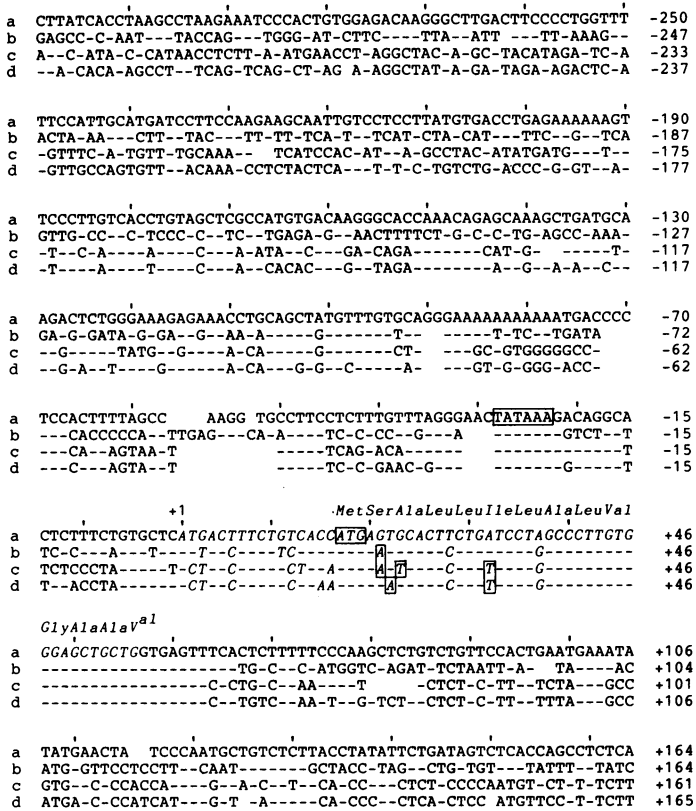 a CTTATCACCTAAGCCTAAGAAATCCCACTGTGGAGACAAGGGCTTGACTTCCCCTGGTTT -250
b GAGCC-C-AAT---TACCAG---TGGG-AT-CTTC----TTA--ATT ---TT-AAAG-- -247
c A--C-ATA-C-CATAACCTCTT-A-ATGAACCT-AGGCTAC-A-GC-TACATAGA-TC-A -233
d --A-CACA-AGCCT--TCAG-TCAG-CT-AG A-AGGCTAT-A-GA-TAGA-AGACTC-A -237
a TTCCATTGCATGATCCTTCCAAGAAGCAATTGTCCTCCTTATGTGACCTGAGAAAAAAGT -190
b ACTA-AA---CTT--TAC---TT-TT-TCA-T--TCAT-CTA-CAT---TTC--G--TCA -187
c -GTTTC-A-TGTT-TGCAAA-- TCATCCAC-AT--A-GCCTAC-ATATGATG---T-- -175
d -GTTGCCAGTGTT--ACAAA-CCTCTACTCA---T-T-C-TGTCTG-ACCC-G-GT--A- -177
a TCCCTTGTCACCTGTAGCTCGCCATGTGACAAGGGCACCAAACAGAGCAAAGCTGATGCA -130
b GTTG-CC--C-TCCC-C--TC--TGAGA-G--AACTTTTCT-G-C-C-TG-AGCC-AAA- -127
c -T--C-A----A----C---A-ATA--C---GA-CAGA------CAT-G- -----T- -117
d -T----A----T----C---A--CACAC---G--TAGA---------A-G--A-A--C-- -117
a AGACTCTGGGAAAGAGAAACCTGCAGCTATGTTTGTGCAGGGAAAAAAAAAAAATGACCCC -70
b GA-G-GATA-G-GA--G--AA-A-----G-------T-- ------T-TC--TGATA -72
c --G-----TATG--G----A-CA----G-------CT- ---GC-GTGGGGGCC- -62
d -G-A--T----G-----A-CA---G-G--C-----A- ---GT-G-GGG-ACC- -62
a TCCACTTTTAGCC AAGG TGCCTTCCTCTTTGTTTAGGGAACTATAAAGACAGGCA -15
b ---CACCCCCA--TTGAG---CA--A----TC-C-CC--G---A -------GTCT--T -15
c ---CA--AGTAA-T -----TCAG-ACA------ -------------T -15
d ---C---AGTA--T -----TC-C-GAAC-G--- -------G-----T -15
+1 MetSerAlaLeuLeuIleLeuAlaLeuVal
a CTCTTTCTGTGCTCATGACTTTCTGTCACCATGAGTGCACTTCTGATCCTAGCCCTTGTG +46
b TC-C---A---T----T--C----TC--------A------C--------G--------- +46
c TCTCCCTA----T-CT--C-----CT--A-----A-T----C---T----G--------- +46
d T--ACCTA-----CT--C-----C---AA------A-----C---T----G--------- +46
GlyAlaAlaVal
a GGAGCTGCTGGTGAGTTTCACTCTTTTTCCCAAGCTCTGTCTGTTCCACTGAATGAAATA +106
b --------------------TG-C--C-ATGGTC-AGAT-TCTAATT-A- TA----AC +104
c -----------------C-CTG-C--AA----T -CTCT-C-TT--TCTA---GCC +101
d -----------------C--TGTC--AA---T-GTCT--CTCT-C-TT--TTTA---GCC +106
a TATGAACTA TCCCAATGCTGTCTCTTACCTATATTCTGATAGTCTCACCAGCCTCTCA +164
b ATG-GTTCCTCCTT--CAAT-------GCTACC-TAG--CTG-TGT---TATTT--TATC +164
c GTG--C-CCACCA----G--A-C--T--CA-CC---CTCT-CCCCAATGT-CT-T-TCTT +161
d ATGA-C-CCATCAT---G-T -A-----CA-CCC--CTCA-CTCC ATGTTCC-T-TCTT +165